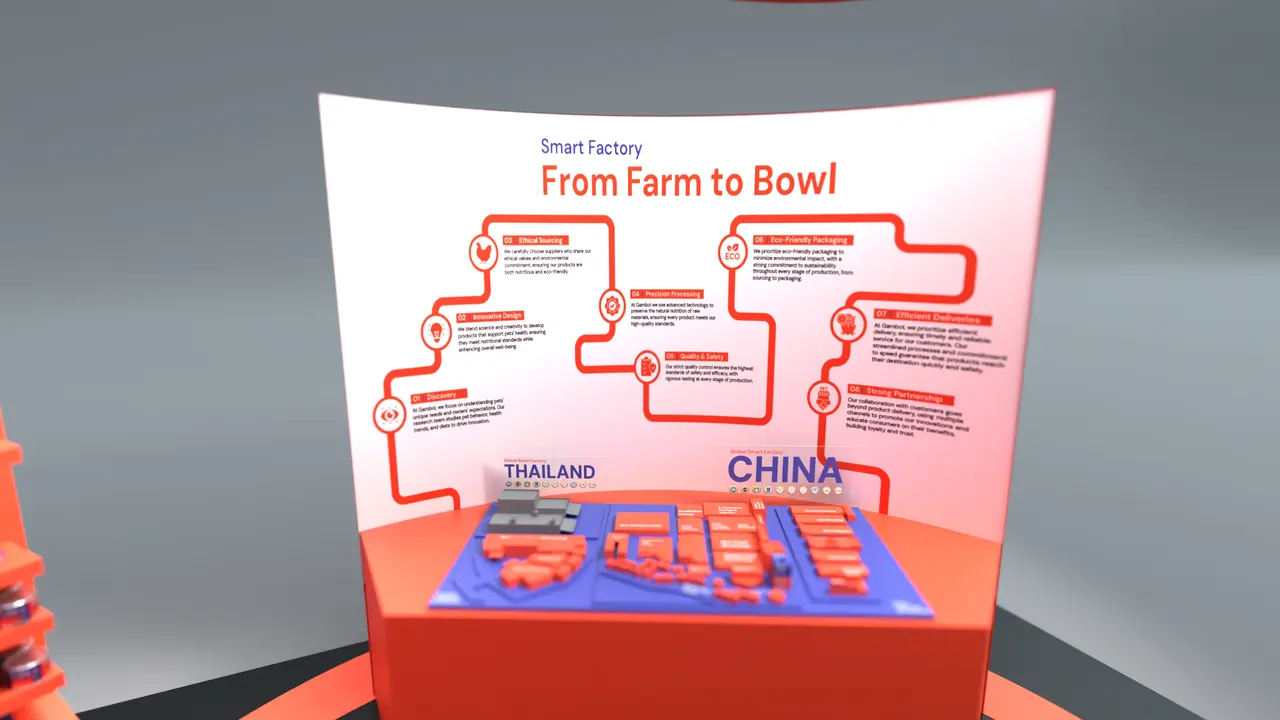 Smart Factory
From Farm to Bowl
03 Ethical Sourcing
We carefully choose suppliers who share our
ethical values and environmental
commitment, ensuring our products are
both nutritious and eco-friendly.
02 Innovative Design
We blend science and creativity to develop
products that support pets' health, ensuring
they meet nutritional standards while
enhancing overall well-being.
01 Discovery
At Gambol, we focus on understanding pets'
unique needs and owners' expectations. Our
research team studies pet behavior, health
trends, and diets to drive innovation.
04 Precision Processing
At Gambol we use advanced technology to
preserve the natural nutrition of raw
materials, ensuring every product meets our
high-quality standards.
05 Quality & Safety
Our strict quality control ensures the highest
standards of safety and efficacy, with
rigorous testing at every stage of production.
ECO
06 Eco-Friendly Packaging
We prioritize eco-friendly packaging to
minimize environmental impact, with a
strong commitment to sustainability
throughout every stage of production, from
sourcing to packaging.
07 Efficient Deliveries
At Gambol, we prioritize efficient
delivery, ensuring timely and reliable
service for our customers. Our
streamlined processes and commitment
to speed guarantee that products reach
their destination quickly and safely.
08 Strong Partnership
Our collaboration with customers goes
beyond product delivery, using multiple
channels to promote our innovations and
educate consumers on their benefits,
building loyalty and trust.
Global Smart Factory
THAILAND
Global Smart Factory
CHINA